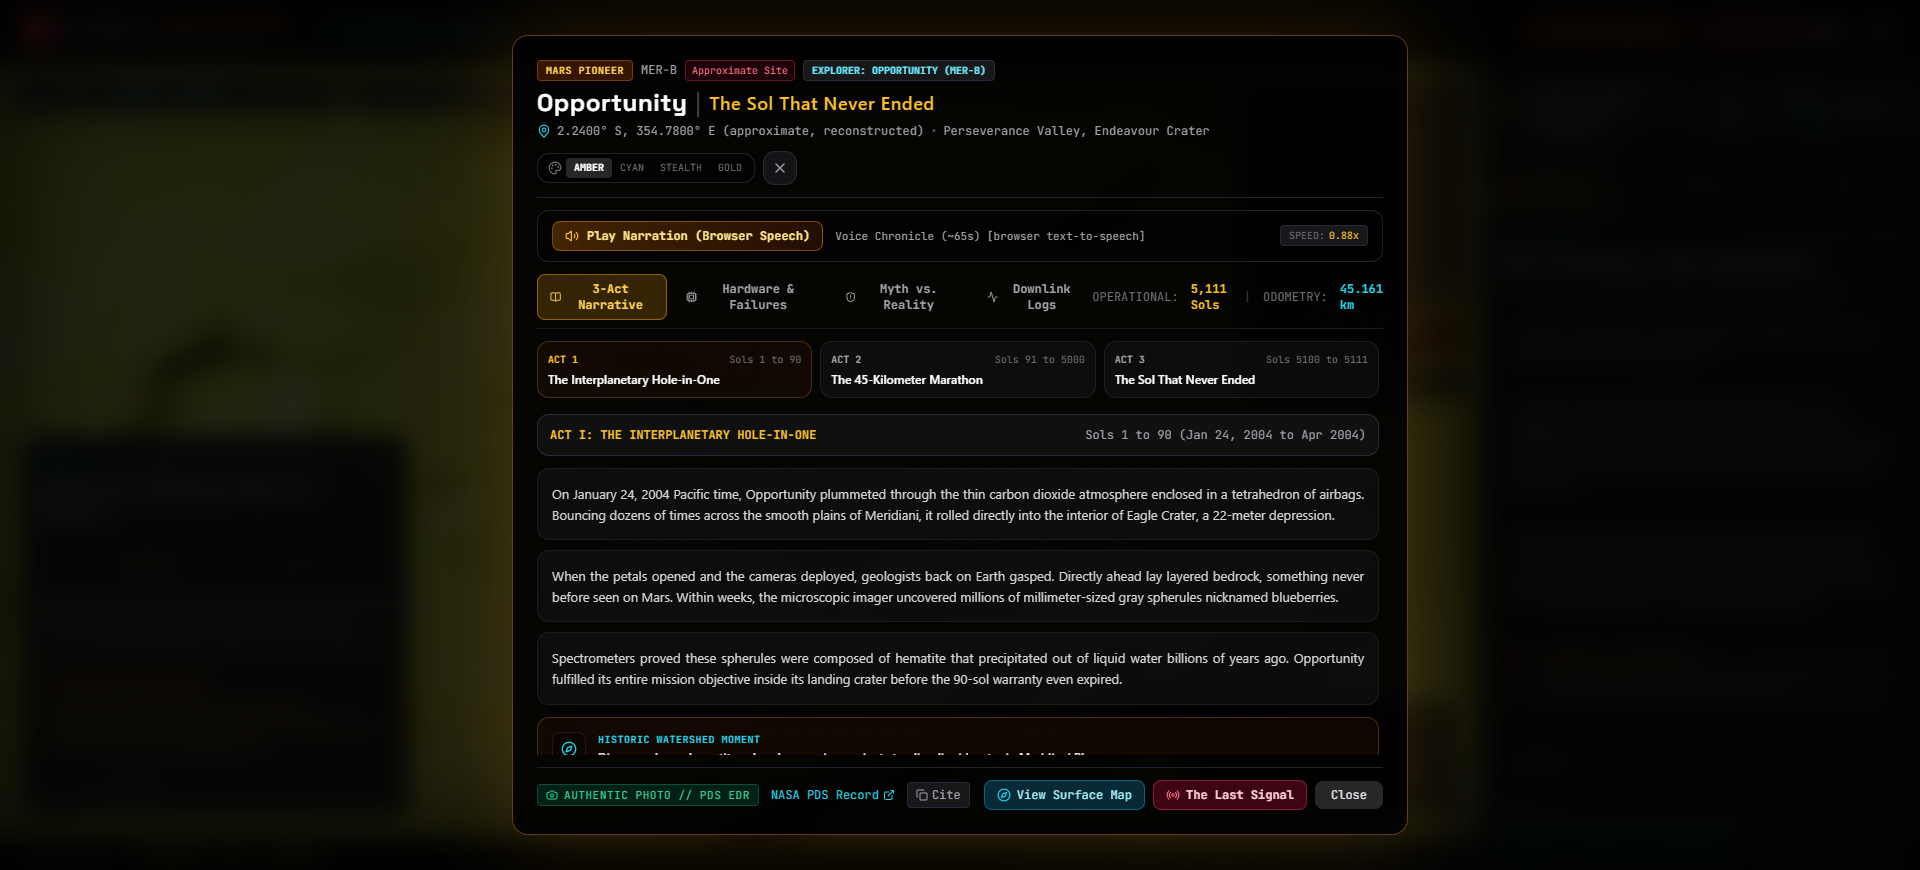 MARS PIONEER MER-B Approximate Site EXPLORER: OPPORTUNITY (MER-B)
Opportunity | The Sol That Never Ended
2.2400° S, 354.7800° E (approximate, reconstructed) • Perseverance Valley, Endeavour Crater
AMBER CYAN STEALTH GOLD
Play Narration (Browser Speech) Voice Chronicle (~65s) [browser text-to-speech] SPEED: 0.88x
3-Act Narrative
Hardware & Failures
Myth vs. Reality
Downlink Logs
OPERATIONAL: 5,111 Sols | ODOMETRY: 45.161 km
ACT 1 Sols 1 to 90
The Interplanetary Hole-in-One
ACT 2 Sols 91 to 5000
The 45-Kilometer Marathon
ACT 3 Sols 5100 to 5111
The Sol That Never Ended
ACT I: THE INTERPLANETARY HOLE-IN-ONE Sols 1 to 90 (Jan 24, 2004 to Apr 2004)
On January 24, 2004 Pacific time, Opportunity plummeted through the thin carbon dioxide atmosphere enclosed in a tetrahedron of airbags.
Bouncing dozens of times across the smooth plains of Meridiani, it rolled directly into the interior of Eagle Crater, a 22-meter depression.
When the petals opened and the cameras deployed, geologists back on Earth gasped. Directly ahead lay layered bedrock, something never
before seen on Mars. Within weeks, the microscopic imager uncovered millions of millimeter-sized gray spherules nicknamed blueberries.
Spectrometers proved these spherules were composed of hematite that precipitated out of liquid water billions of years ago. Opportunity
fulfilled its entire mission objective inside its landing crater before the 90-sol warranty even expired.
HISTORIC WATERSHED MOMENT
AUTHENTIC PHOTO // PDS EDR NASA PDS Record Cite View Surface Map The Last Signal Close